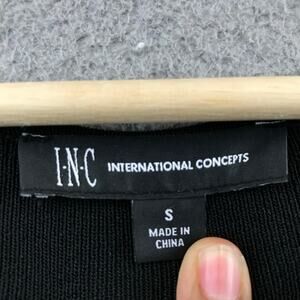 I·N·C INTERNATIONAL CONCEPTS
S
MADE IN
CHINA